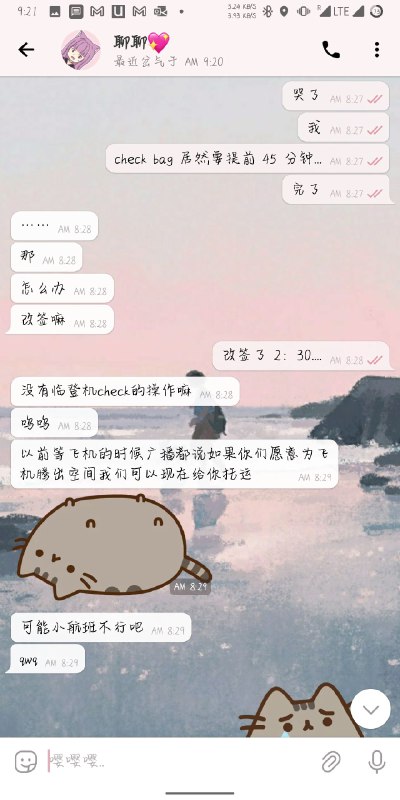 9:21
3.24 KB/S
3.93 KB/S
LTE
聊聊💖
最近岔气于 AM 9:20
哭了 AM 8:27
我 AM 8:27
check bag 居然要提前 45 分钟... AM 8:27
完了 AM 8:27
...... AM 8:28
那 AM 8:28
怎么办 AM 8:28
改签嘛 AM 8:28
改签了 2: 30.... AM 8:28
没有临登机check的操作嘛 AM 8:28
呜呜 AM 8:29
以前等飞机的时候广播都说如果你们愿意为飞
机腾出空间我们可以现在给你托运 AM 8:29
AM 8:29
可能小航班不行吧 AM 8:29
qwq AM 8:29
嘤嘤嘤...